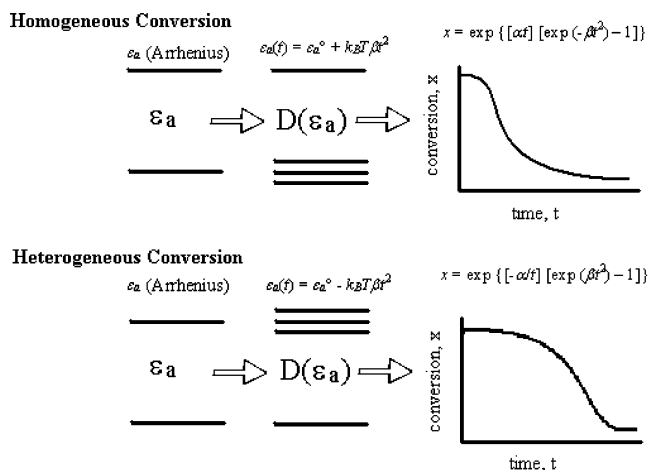 Homogeneous Conversion
εa (Arrhenius)
εa(t) = εa° + kBTβt²
x = exp {[α/t] [exp(-βt²)−1]}
εa
D(εa)
conversion, x
time, t
Heterogeneous Conversion
εa (Arrhenius)
εa(t) = εa° - kBTβt²
x = exp {[-α/t] [exp(βt²)−1]}
εa
D(εa)
conversion, x
time, t